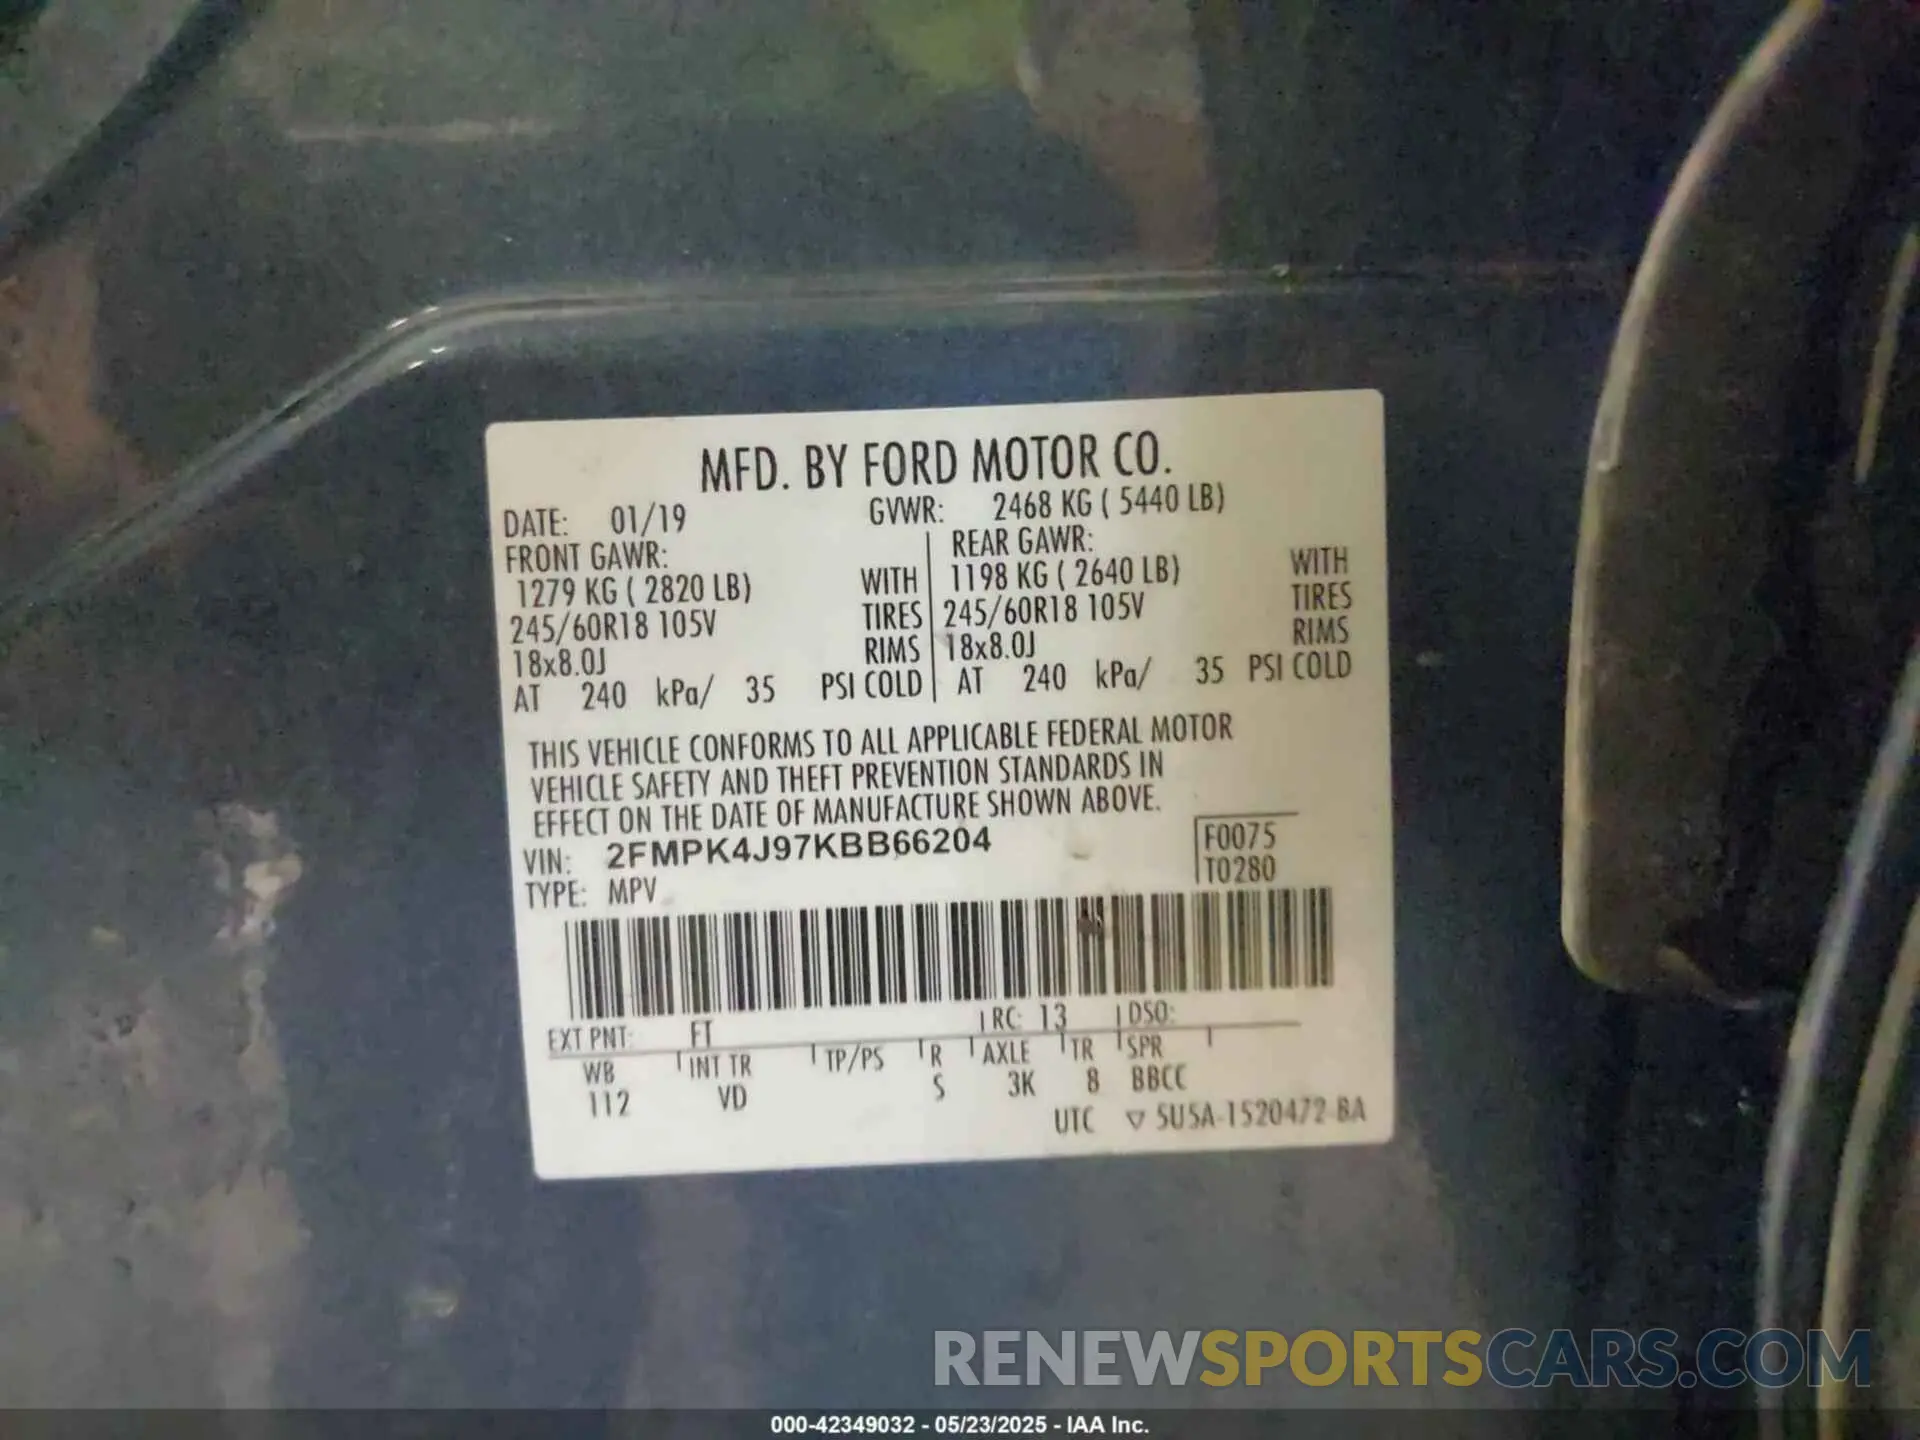 MFD. BY FORD MOTOR CO.
DATE: 01/19 GVWR: 2468 KG ( 5440 LB)
FRONT GAWR: REAR GAWR:
1279 KG ( 2820 LB) WITH 1198 KG ( 2640 LB) WITH
245/60R18 105V TIRES 245/60R18 105V TIRES
18x8.0J RIMS 18x8.0J RIMS
AT 240 kPa/ 35 PSI COLD AT 240 kPa/ 35 PSI COLD
THIS VEHICLE CONFORMS TO ALL APPLICABLE FEDERAL MOTOR
VEHICLE SAFETY AND THEFT PREVENTION STANDARDS IN
EFFECT ON THE DATE OF MANUFACTURE SHOWN ABOVE.
VIN: 2FMPK4J97KBB66204 F0075
TYPE: MPV T0280
EXT PNT: FT RC: 13 DSO:
WB INT TR TP/PS R AXLE TR SPR
112 VD S 3K 8 BBCC
UTC ▽ 5U5A-1520472-BA
RENEWSPORTSCARS.COM
000-42349032 - 05/23/2025 - IAA Inc.